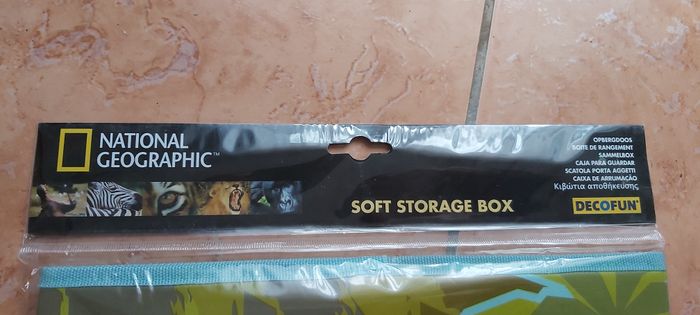 NATIONAL
GEOGRAPHIC™
SOFT STORAGE BOX
OPBERGDOOS
BOITE DE RANGEMENT
SAMMELBOX
CAJA PARA GUARDAR
SCATOLA PORTA AGGETTI
CAIXA DE ARRUMAÇÃO
Κιβώτια αποθήκευσης
DECOFUN®